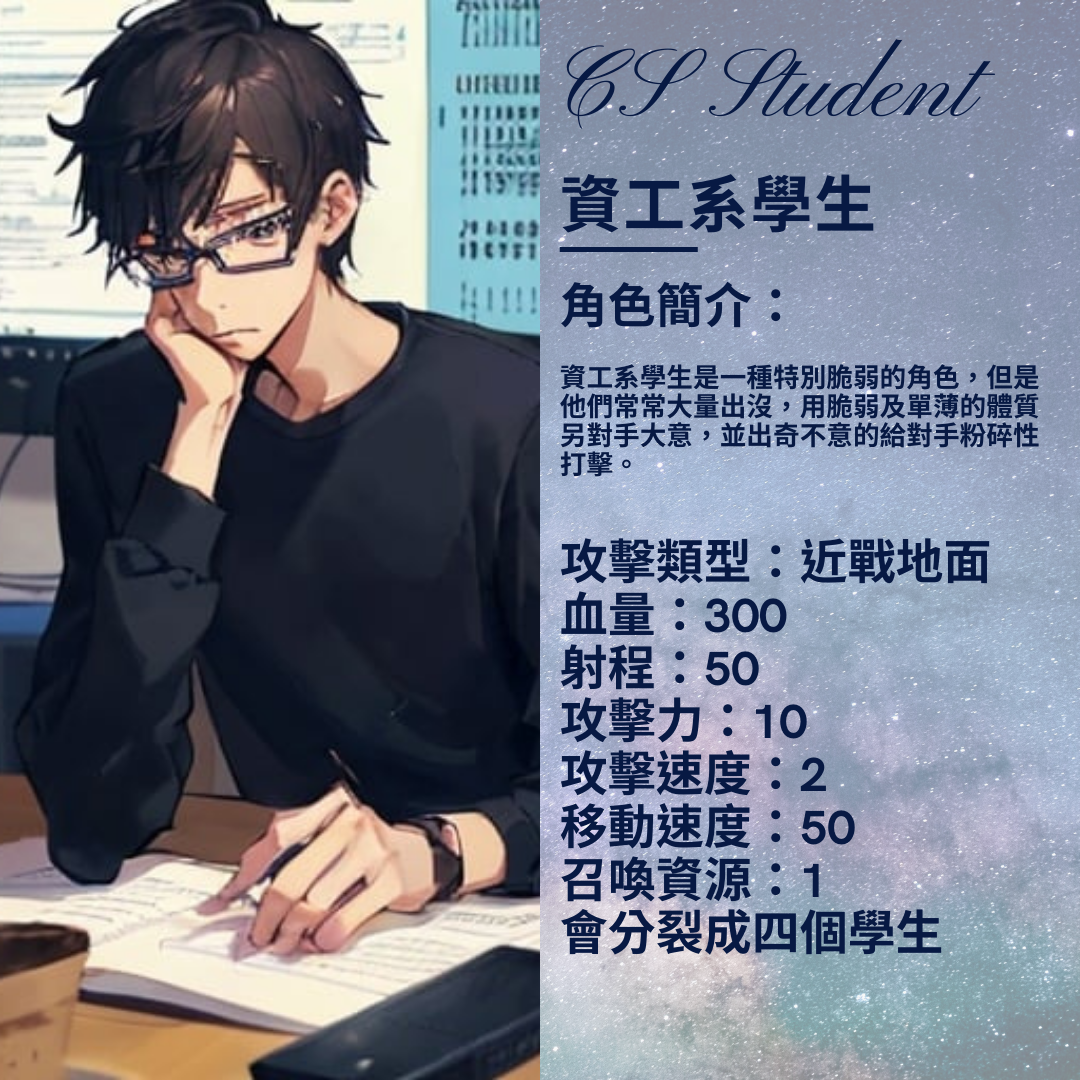 CS Student
資工系學生
角色簡介：
資工系學生是一種特別脆弱的角色，但是
他們常常大量出沒，用脆弱及單薄的體質
另對手大意，並出奇不意的給對手粉碎性
打擊。
攻擊類型：近戰地面
血量：300
射程：50
攻擊力：10
攻擊速度：2
移動速度：50
召喚資源：1
會分裂成四個學生